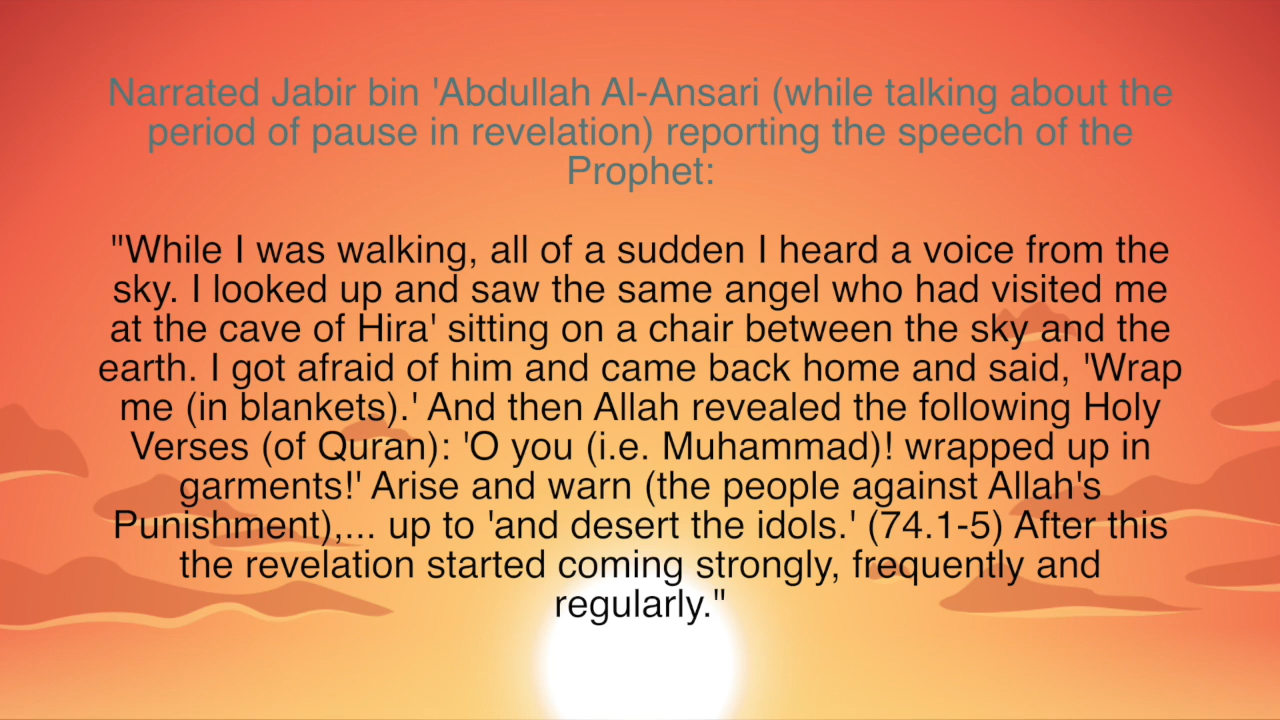 Narrated Jabir bin 'Abdullah Al-Ansari (while talking about the
period of pause in revelation) reporting the speech of the
Prophet:
"While I was walking, all of a sudden I heard a voice from the
sky. I looked up and saw the same angel who had visited me
at the cave of Hira' sitting on a chair between the sky and the
earth. I got afraid of him and came back home and said, 'Wrap
me (in blankets).' And then Allah revealed the following Holy
Verses (of Quran): 'O you (i.e. Muhammad)! wrapped up in
garments!' Arise and warn (the people against Allah's
Punishment),... up to 'and desert the idols.' (74.1-5) After this
the revelation started coming strongly, frequently and
regularly."